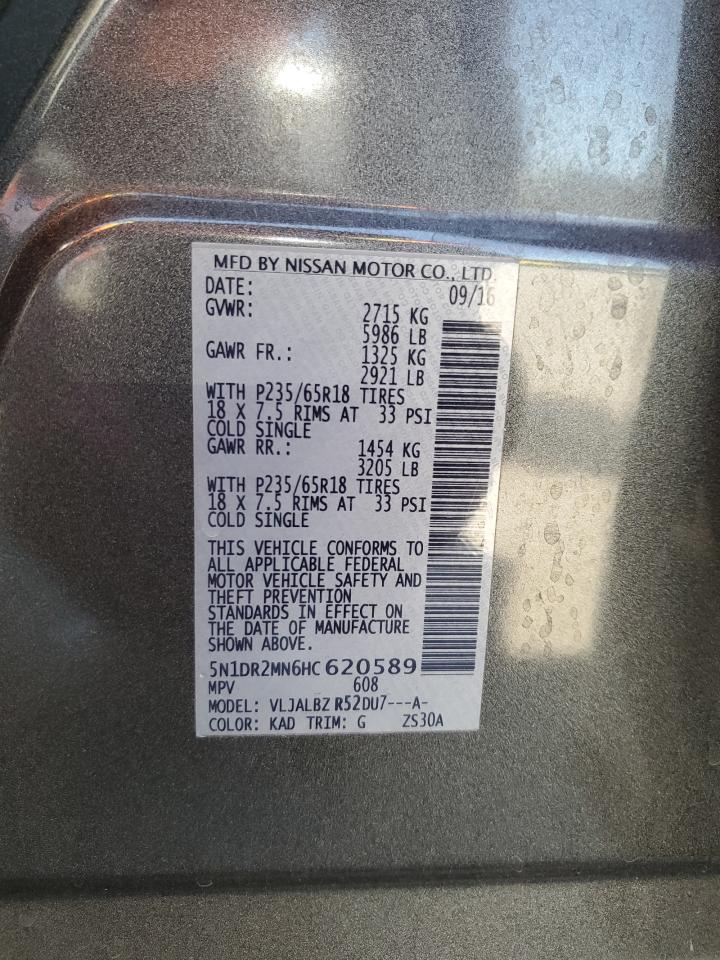 MFD BY NISSAN MOTOR CO., LTD.
DATE: 09/16
GVWR: 2715 KG
5986 LB
GAWR FR.: 1325 KG
2921 LB
WITH P235/65R18 TIRES
18 X 7.5 RIMS AT 33 PSI
COLD SINGLE
GAWR RR.: 1454 KG
3205 LB
WITH P235/65R18 TIRES
18 X 7.5 RIMS AT 33 PSI
COLD SINGLE
THIS VEHICLE CONFORMS TO
ALL APPLICABLE FEDERAL
MOTOR VEHICLE SAFETY AND
THEFT PREVENTION
STANDARDS IN EFFECT ON
THE DATE OF MANUFACTURE
SHOWN ABOVE.
5N1DR2MN6HC 620589
MPV 608
MODEL: VLJALBZ R52DU7---A-
COLOR: KAD TRIM: G ZS30A